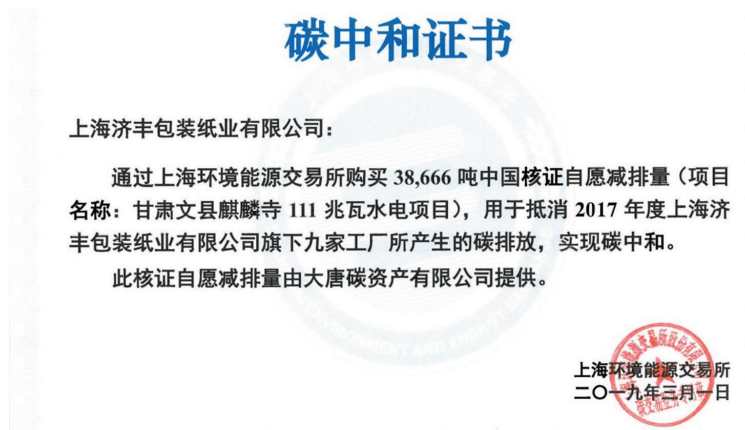 碳中和证书
上海济丰包装纸业有限公司：
通过上海环境能源交易所购买 38,666 吨中国核证自愿减排量（项目
名称：甘肃文县麒麟寺 111 兆瓦水电项目），用于抵消 2017 年度上海济
丰包装纸业有限公司旗下九家工厂所产生的碳排放，实现碳中和。
此核证自愿减排量由大唐碳资产有限公司提供。
上海环境能源交易所
二〇一九年三月一日